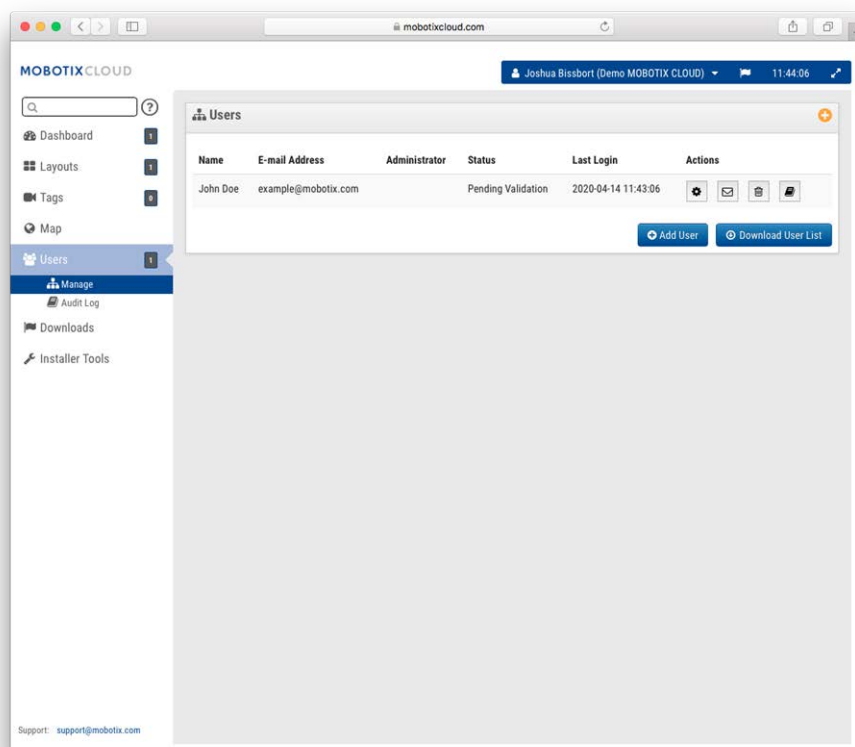 mobotixcloud.com
MOBOTIXCLOUD
Joshua Bissbort (Demo MOBOTIX CLOUD) 11:44:06
?
Dashboard 1
Layouts 1
Tags 0
Map
Users 1
Manage
Audit Log
Downloads
Installer Tools
Users
Name E-mail Address Administrator Status Last Login Actions
John Doe example@mobotix.com Pending Validation 2020-04-14 11:43:06
Add User Download User List
Support: support@mobotix.com